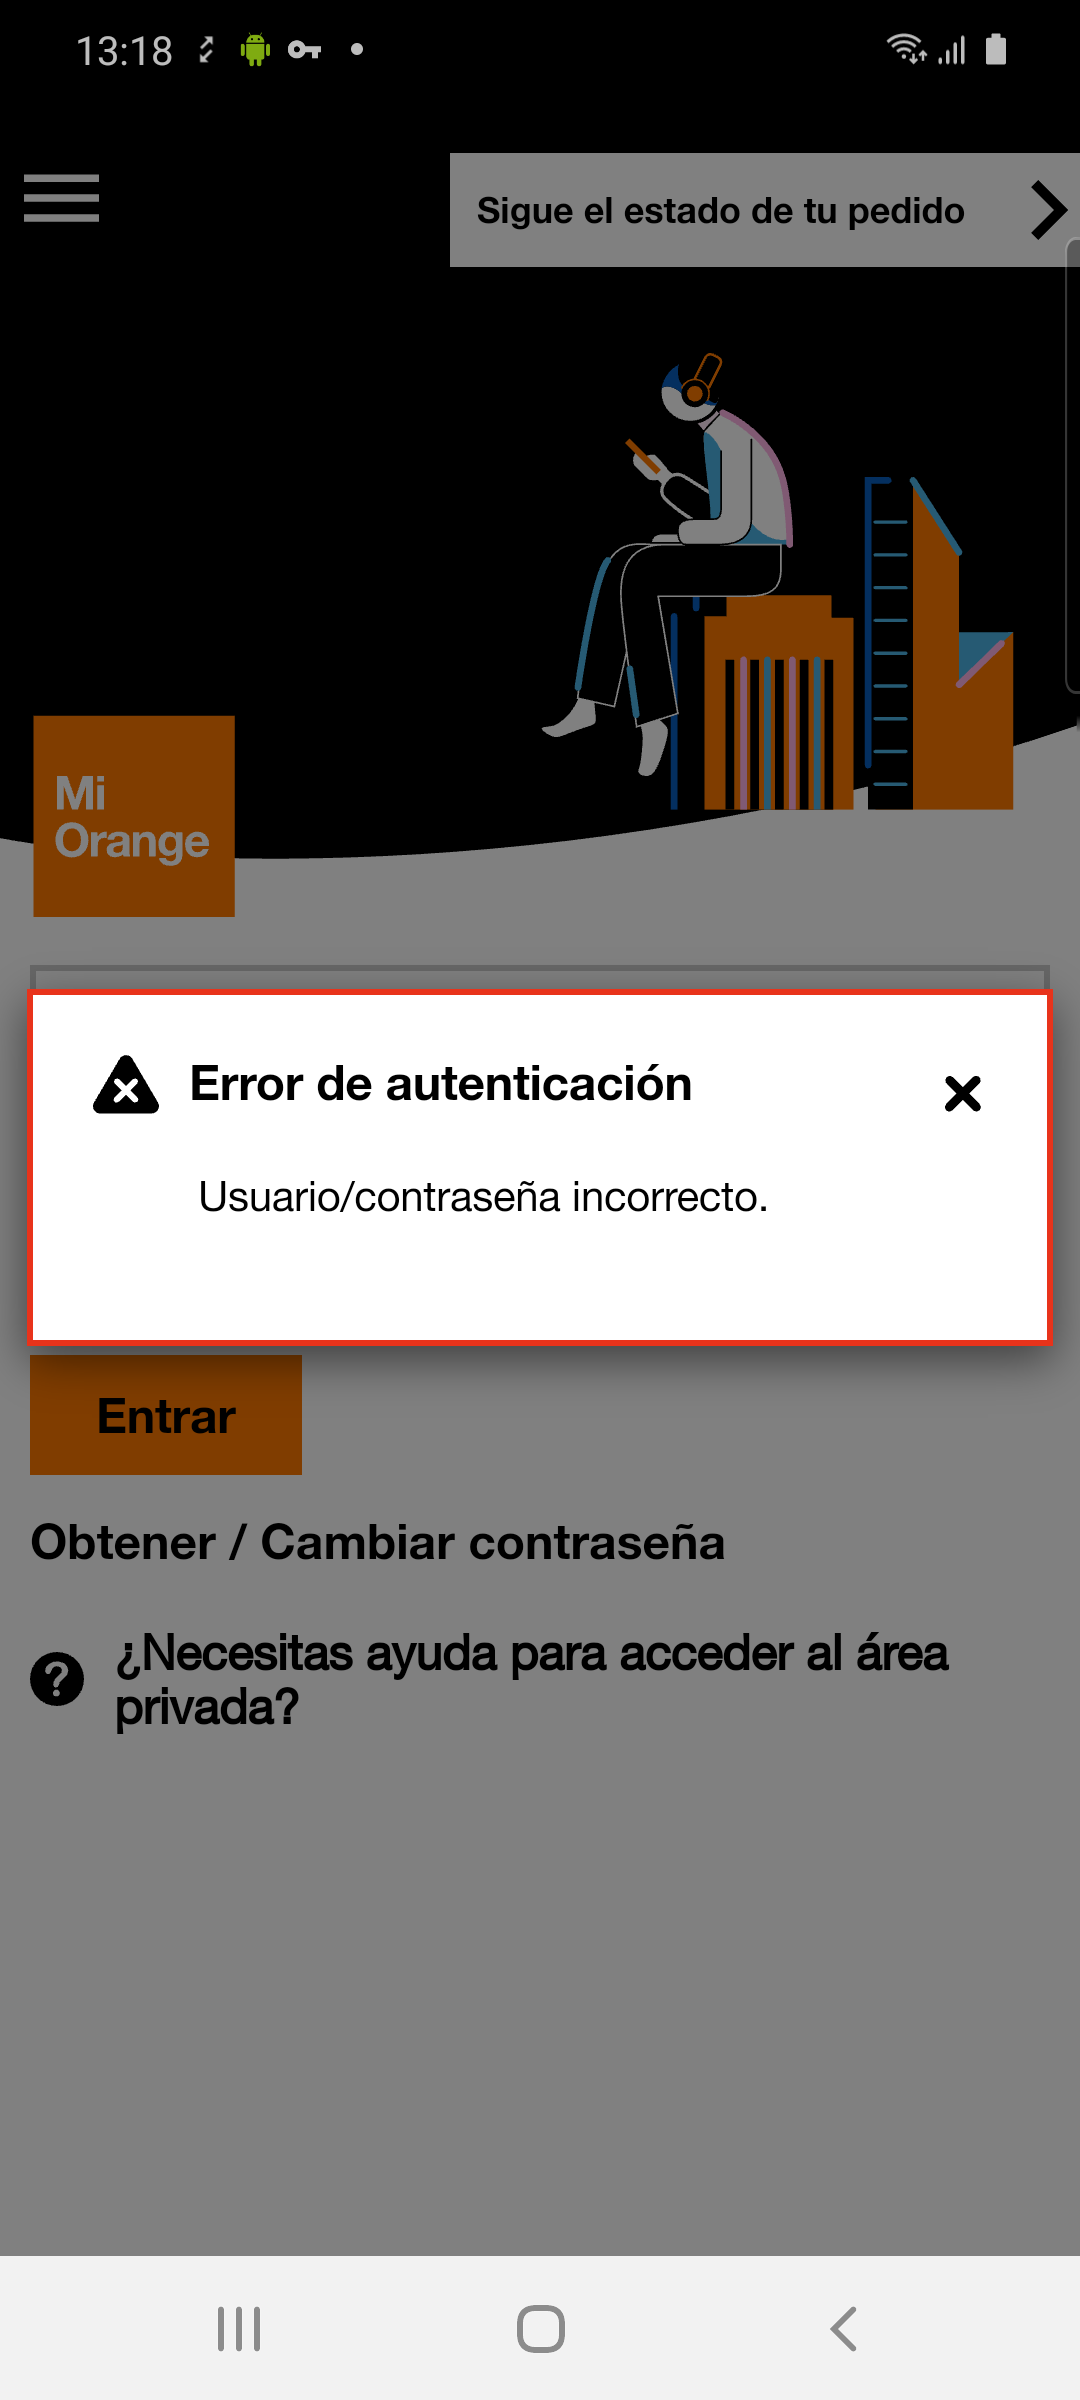 13:18
Sigue el estado de tu pedido
Mi
Orange
Error de autenticación
Usuario/contraseña incorrecto.
Entrar
Obtener / Cambiar contraseña
¿Necesitas ayuda para acceder al área
privada?